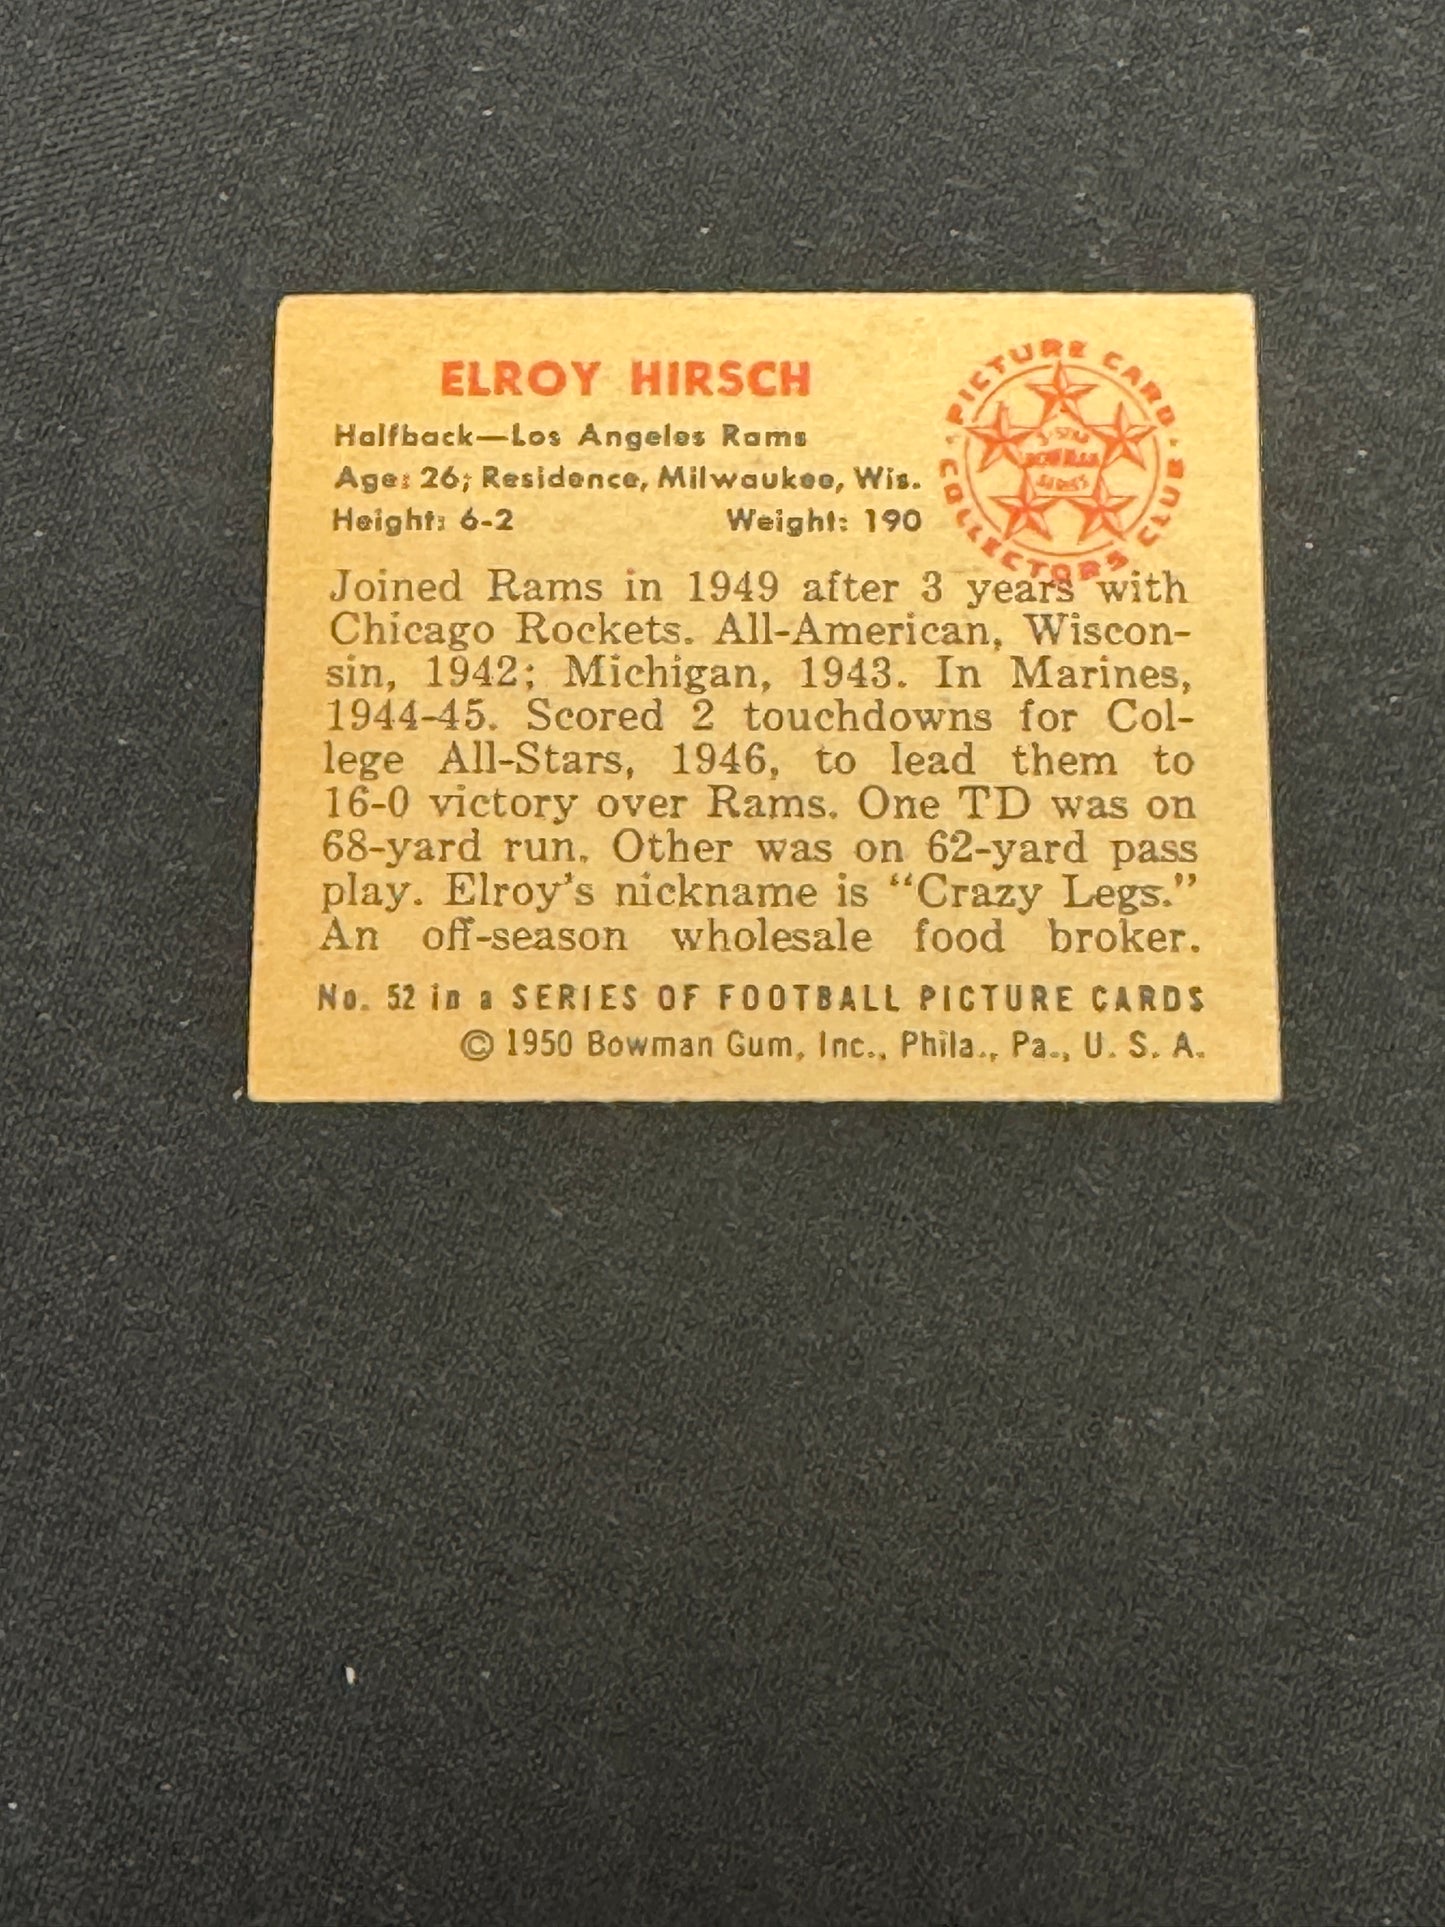 ELROY HIRSCH
Halfback—Los Angeles Rams
Age: 26; Residence, Milwaukee, Wis.
Height: 6-2 Weight: 190
PICTURE CARD COLLECTORS CLUB
5-STAR
BOWMAN
SERIES
Joined Rams in 1949 after 3 years with
Chicago Rockets. All-American, Wiscon-
sin, 1942; Michigan, 1943. In Marines,
1944-45. Scored 2 touchdowns for Col-
lege All-Stars, 1946, to lead them to
16-0 victory over Rams. One TD was on
68-yard run. Other was on 62-yard pass
play. Elroy's nickname is “Crazy Legs.”
An off-season wholesale food broker.
No. 52 in a SERIES OF FOOTBALL PICTURE CARDS
© 1950 Bowman Gum, Inc., Phila., Pa., U. S. A.